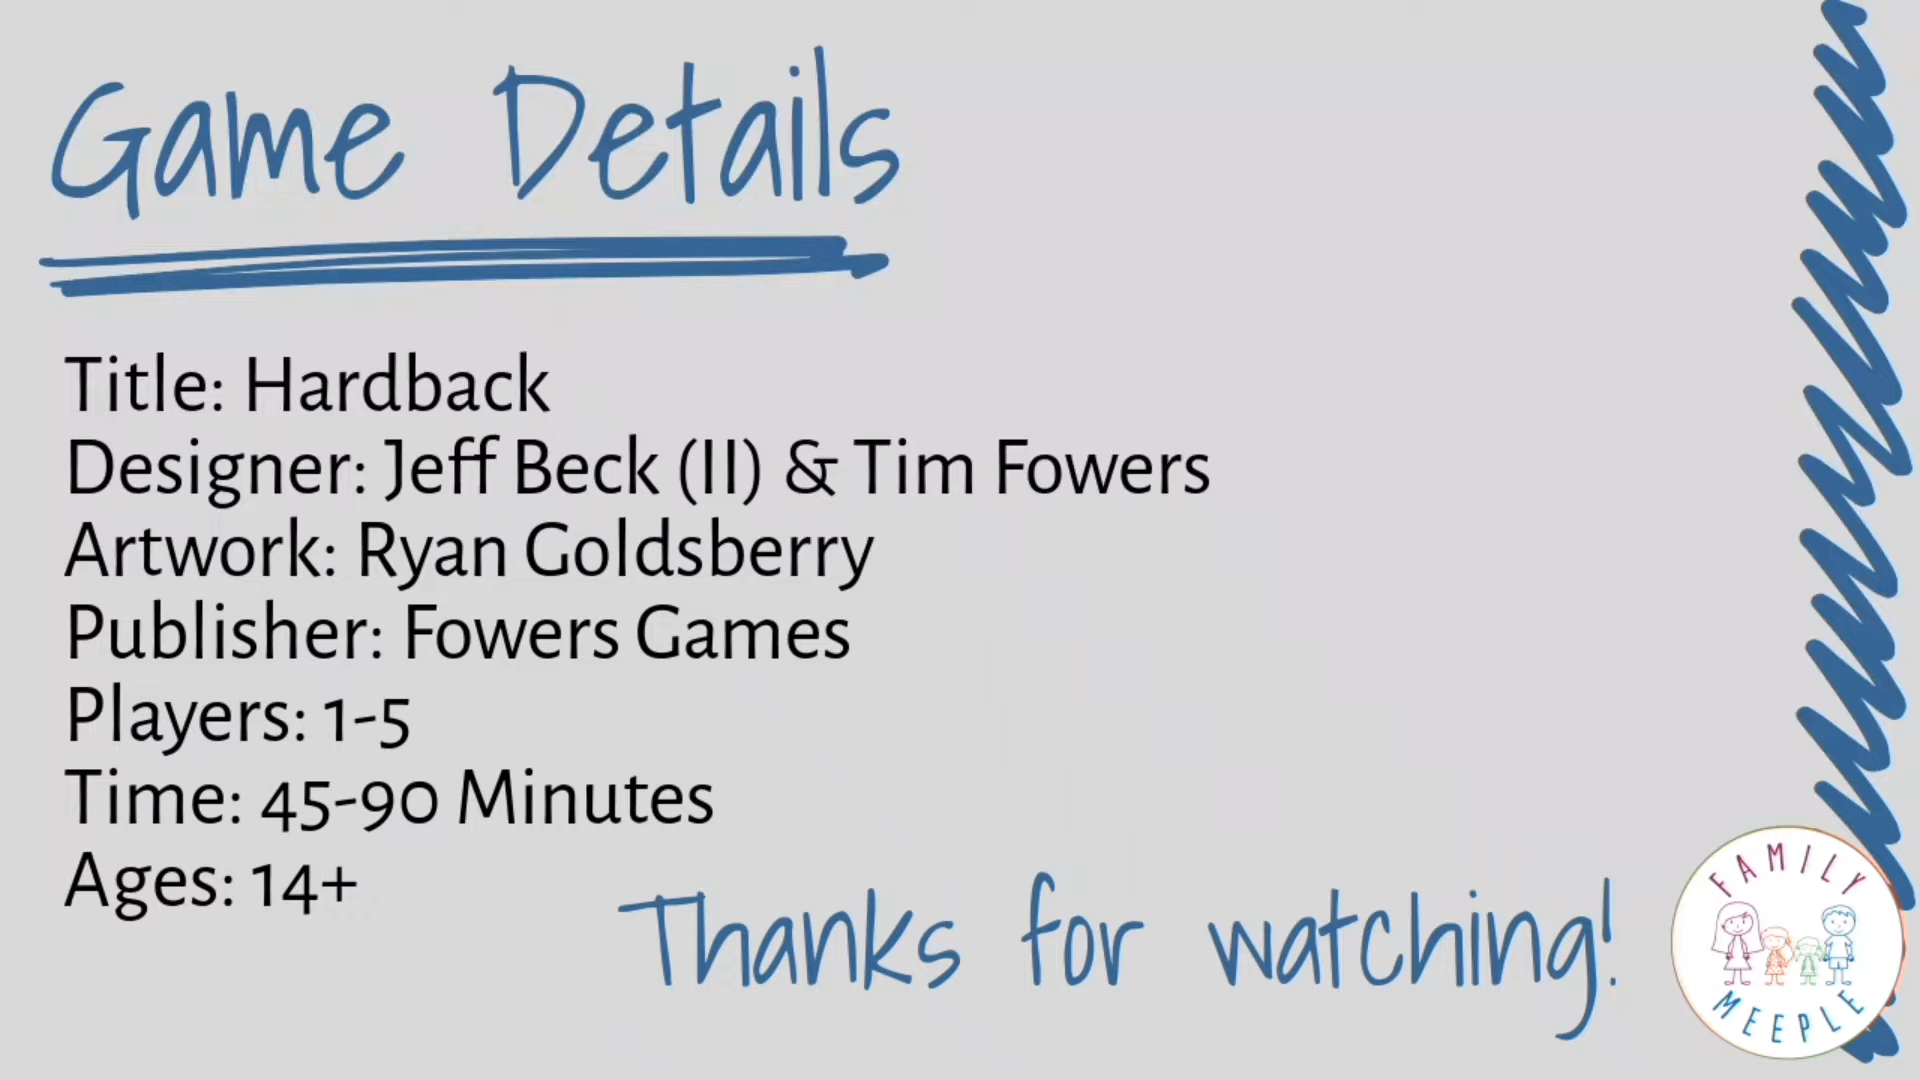 Game Details
Title: Hardback
Designer: Jeff Beck (II) & Tim Fowers
Artwork: Ryan Goldsberry
Publisher: Fowers Games
Players: 1-5
Time: 45-90 Minutes
Ages: 14+
Thanks for watching!
FAMILY
MEEPLE